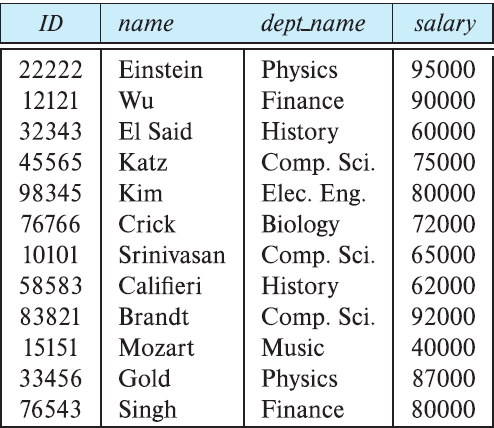 ID name dept_name salary
22222 Einstein Physics 95000
12121 Wu Finance 90000
32343 El Said History 60000
45565 Katz Comp. Sci. 75000
98345 Kim Elec. Eng. 80000
76766 Crick Biology 72000
10101 Srinivasan Comp. Sci. 65000
58583 Califieri History 62000
83821 Brandt Comp. Sci. 92000
15151 Mozart Music 40000
33456 Gold Physics 87000
76543 Singh Finance 80000